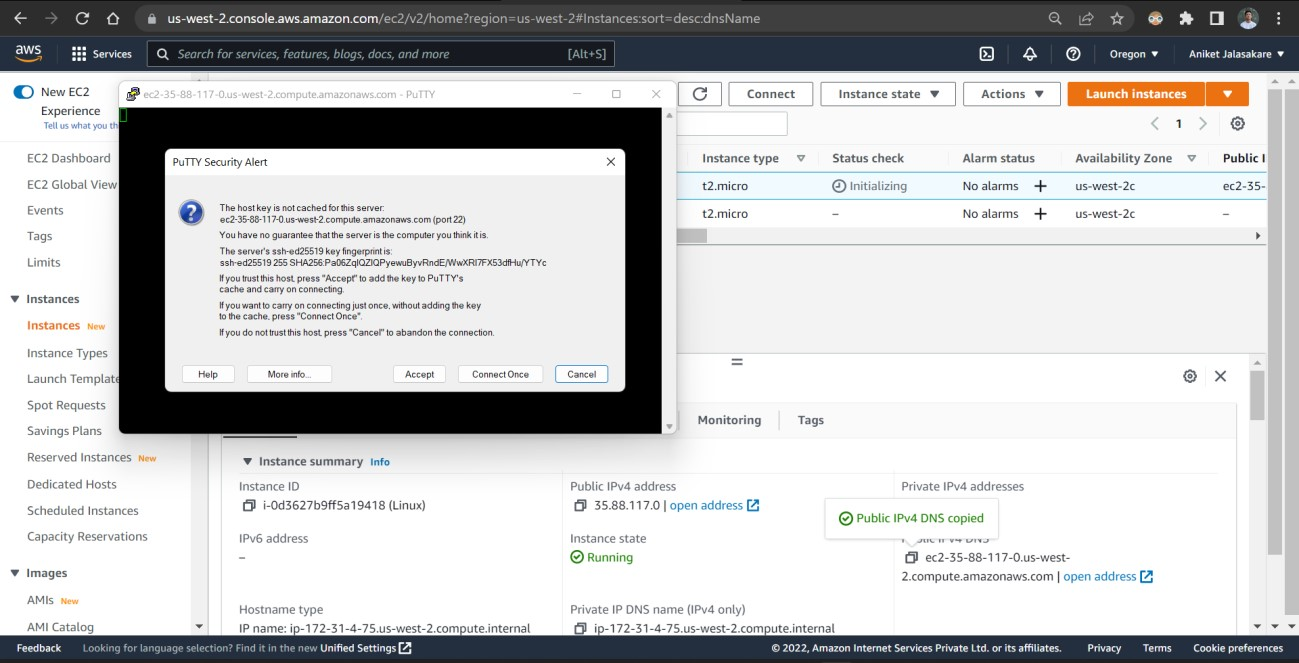 us-west-2.console.aws.amazon.com/ec2/v2/home?region=us-west-2#Instances:sort=desc:dnsName
aws
Services
Search for services, features, blogs, docs, and more
[Alt+S]
Oregon ▼
Aniket Jalasakare ▼
New EC2
Experience
Tell us what you th
EC2 Dashboard
EC2 Global View
Events
Tags
Limits
Instances
Instances New
Instance Types
Launch Template
Spot Requests
Savings Plans
Reserved Instances New
Dedicated Hosts
Scheduled Instances
Capacity Reservations
Images
AMIs New
AMI Catalog
ec2-35-88-117-0.us-west-2.compute.amazonaws.com - PuTTY
PuTTY Security Alert
The host key is not cached for this server:
ec2-35-88-117-0.us-west-2.compute.amazonaws.com (port 22)
You have no guarantee that the server is the computer you think it is.
The server's ssh-ed25519 key fingerprint is:
ssh-ed25519 255 SHA256:Pa06ZqIQZIQPyewuByvRndE/WwXRI7FX53dfHu/YTYc
If you trust this host, press "Accept" to add the key to PuTTY's
cache and carry on connecting.
If you want to carry on connecting just once, without adding the key
to the cache, press "Connect Once".
If you do not trust this host, press "Cancel" to abandon the connection.
Help
More info...
Accept
Connect Once
Cancel
Connect
Instance state ▼
Actions ▼
Launch instances
1
Instance type
Status check
Alarm status
Availability Zone
Public I
t2.micro
Initializing
No alarms +
us-west-2c
ec2-35-
t2.micro
–
No alarms +
us-west-2c
–
Monitoring
Tags
Instance summary Info
Instance ID
i-0d3627b9ff5a19418 (Linux)
Public IPv4 address
35.88.117.0 | open address
Private IPv4 addresses
Public IPv4 DNS copied
IPv6 address
–
Instance state
Running
Public IPv4 DNS
ec2-35-88-117-0.us-west-
2.compute.amazonaws.com | open address
Hostname type
IP name: ip-172-31-4-75.us-west-2.compute.internal
Private IP DNS name (IPv4 only)
ip-172-31-4-75.us-west-2.compute.internal
Feedback
Looking for language selection? Find it in the new Unified Settings
© 2022, Amazon Internet Services Private Ltd. or its affiliates.
Privacy
Terms
Cookie preferences